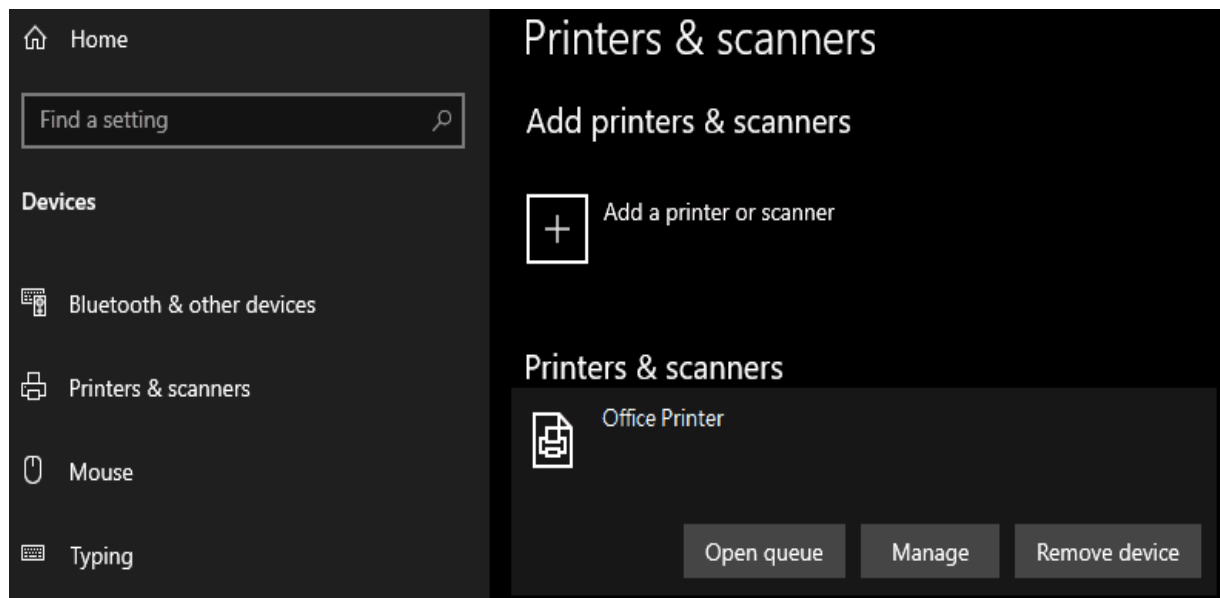 Home
Find a setting
Devices
Bluetooth & other devices
Printers & scanners
Mouse
Typing
Printers & scanners
Add printers & scanners
Add a printer or scanner
Printers & scanners
Office Printer
Open queue Manage Remove device